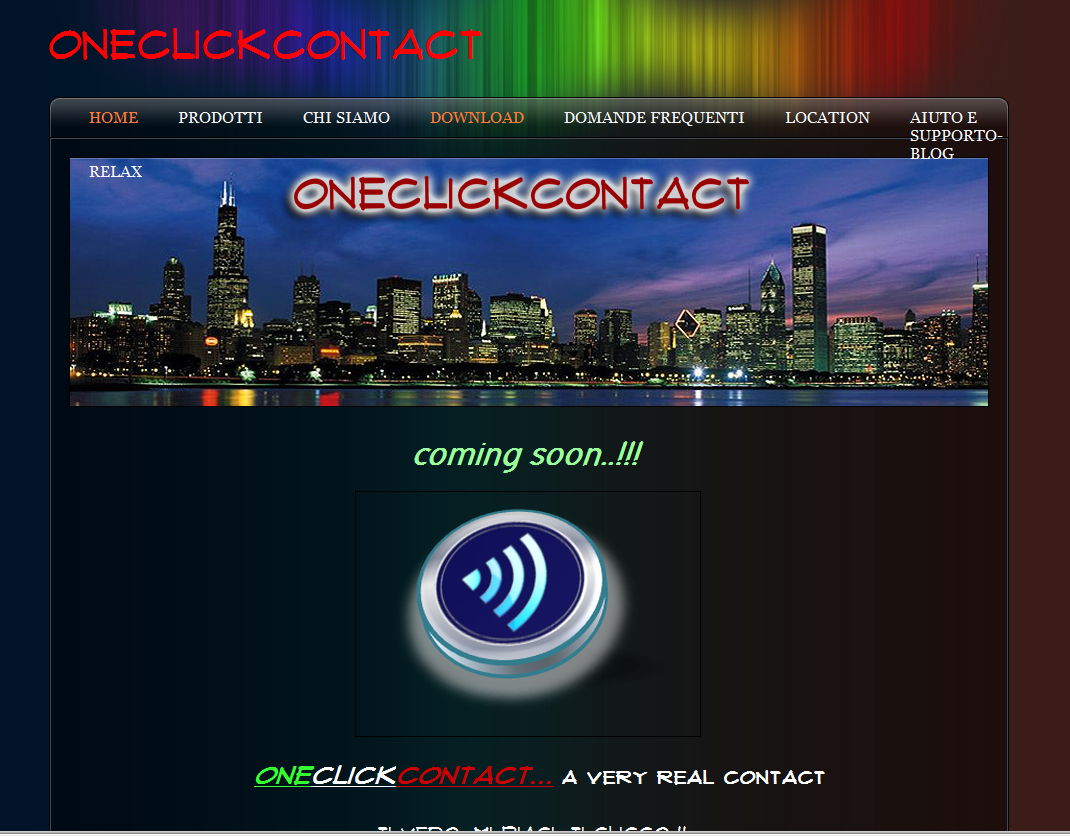 ONECLICKCONTACT
HOME PRODOTTI CHI SIAMO DOWNLOAD DOMANDE FREQUENTI LOCATION AIUTO E
SUPPORTO-
BLOG
RELAX
ONECLICKCONTACT
coming soon..!!!
ONECLICKCONTACT... A VERY REAL CONTACT